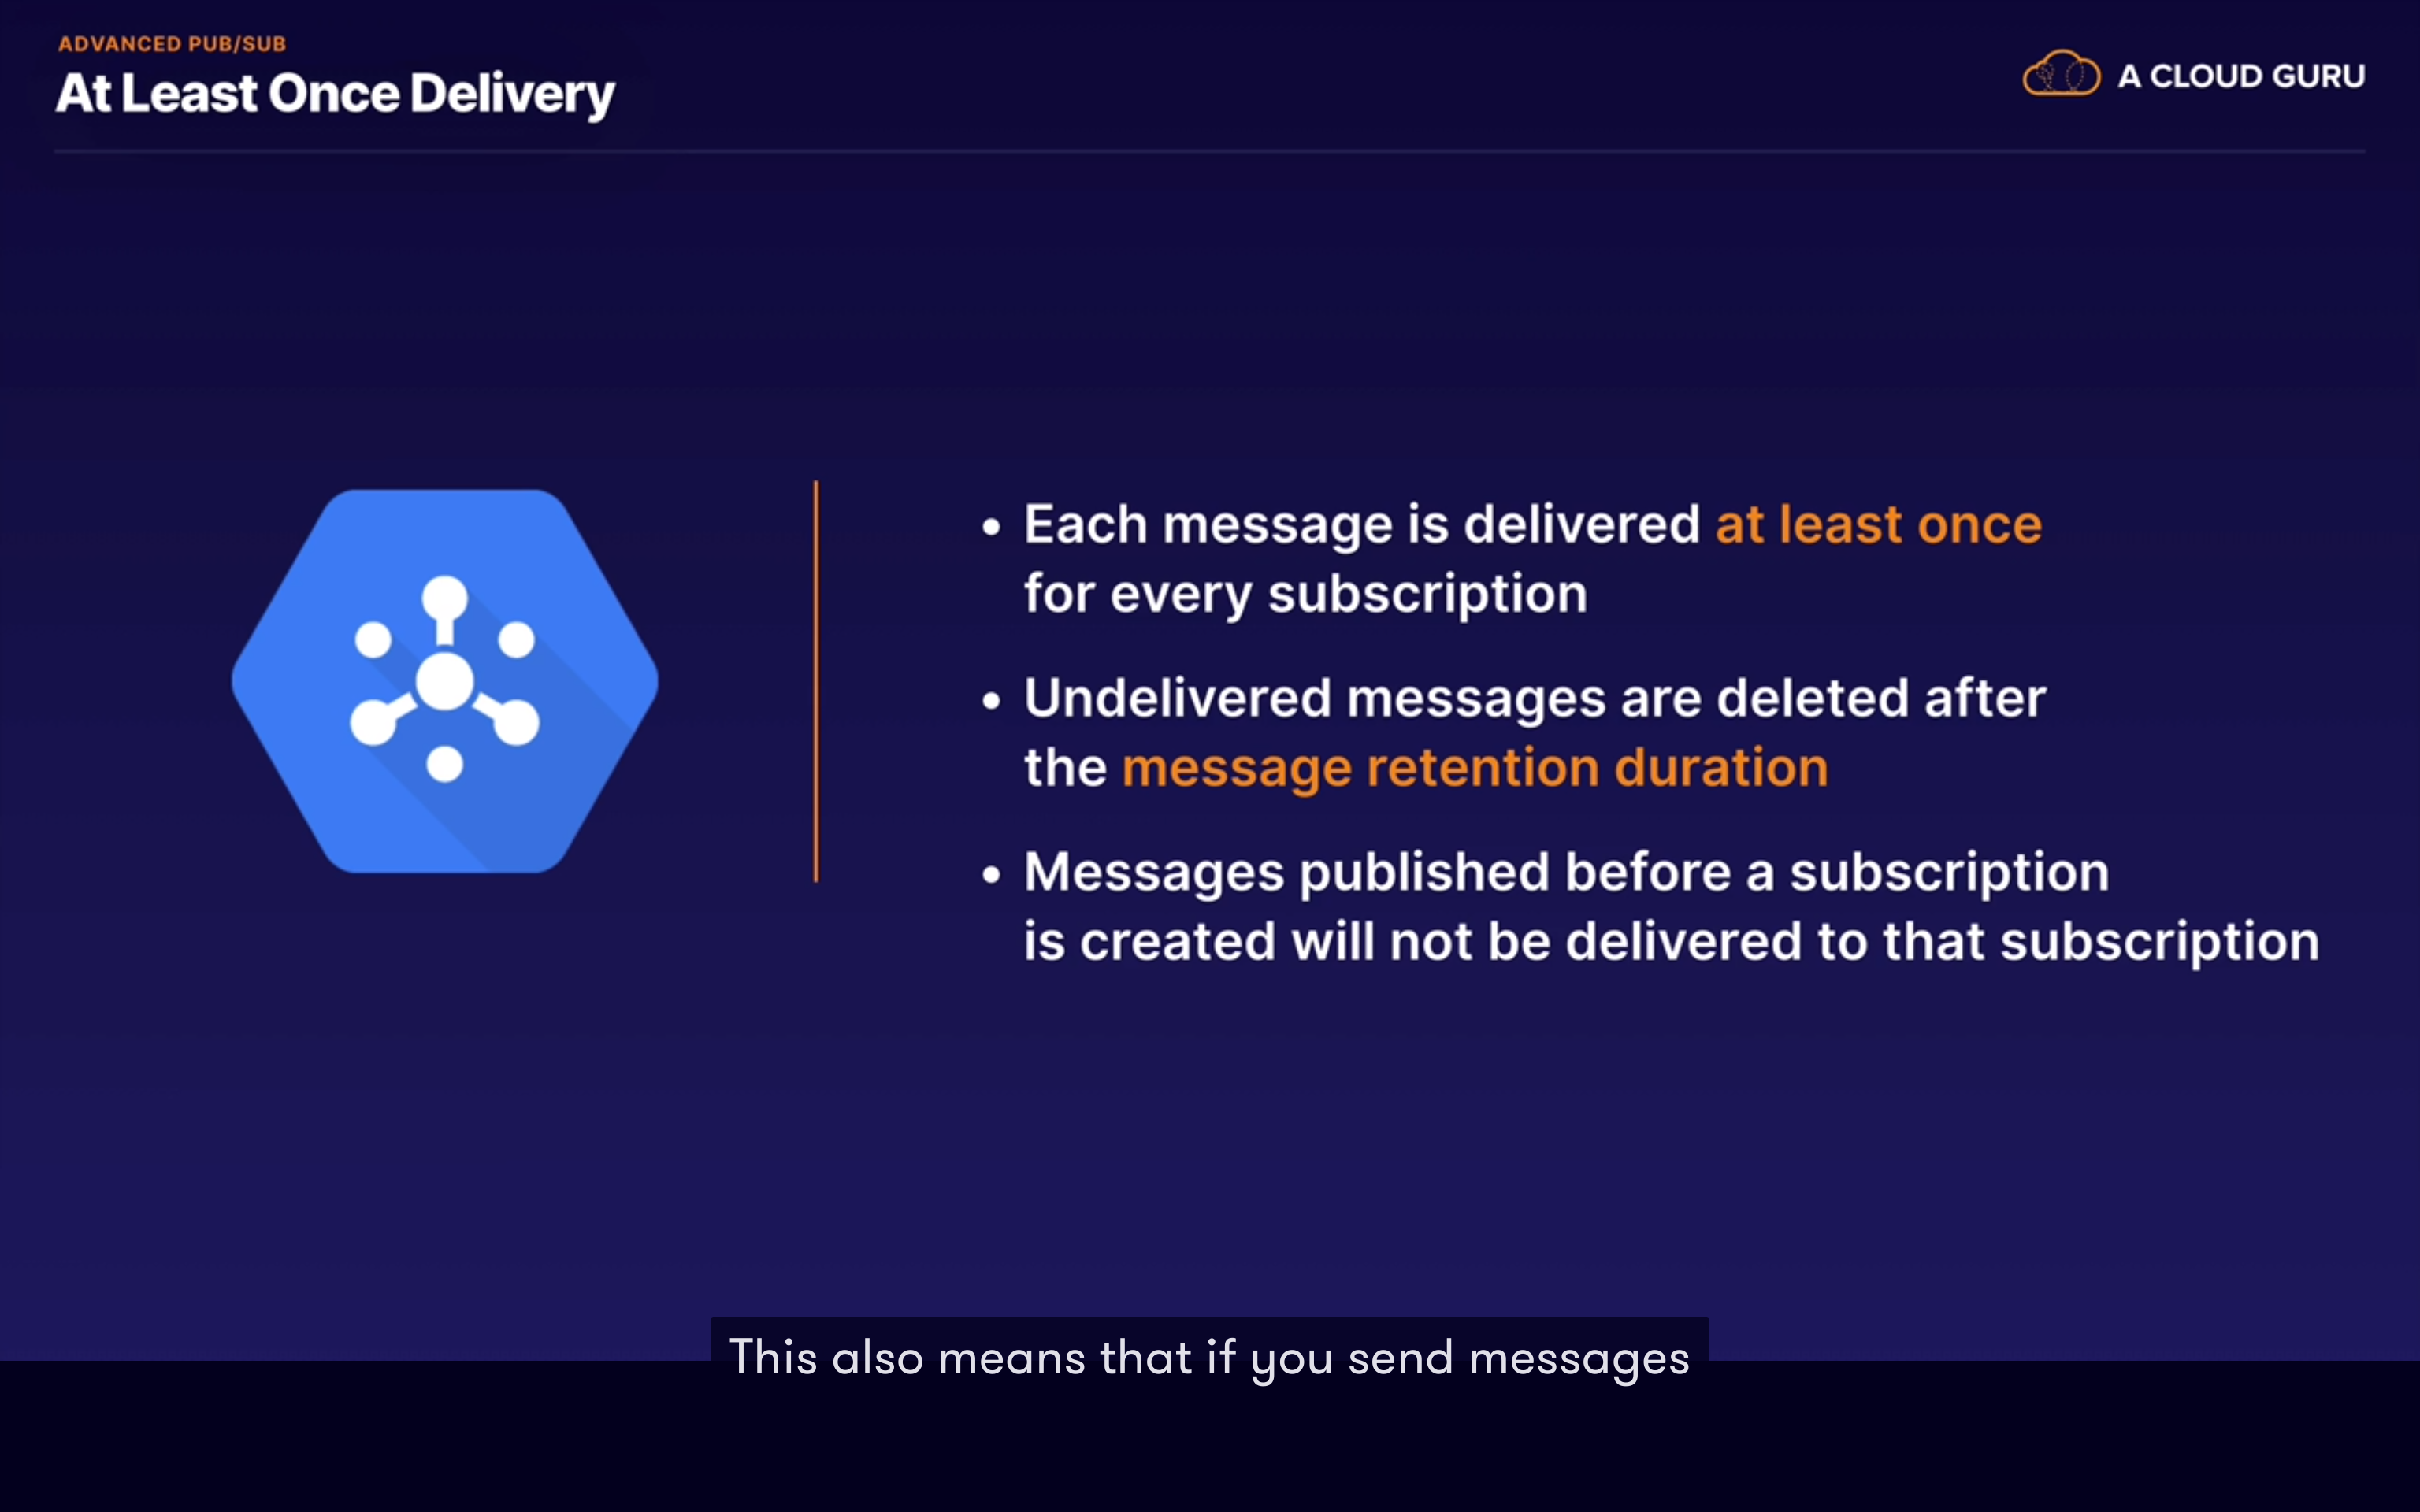 ADVANCED PUB/SUB
At Least Once Delivery
A CLOUD GURU
• Each message is delivered at least once
for every subscription
• Undelivered messages are deleted after
the message retention duration
• Messages published before a subscription
is created will not be delivered to that subscription
This also means that if you send messages